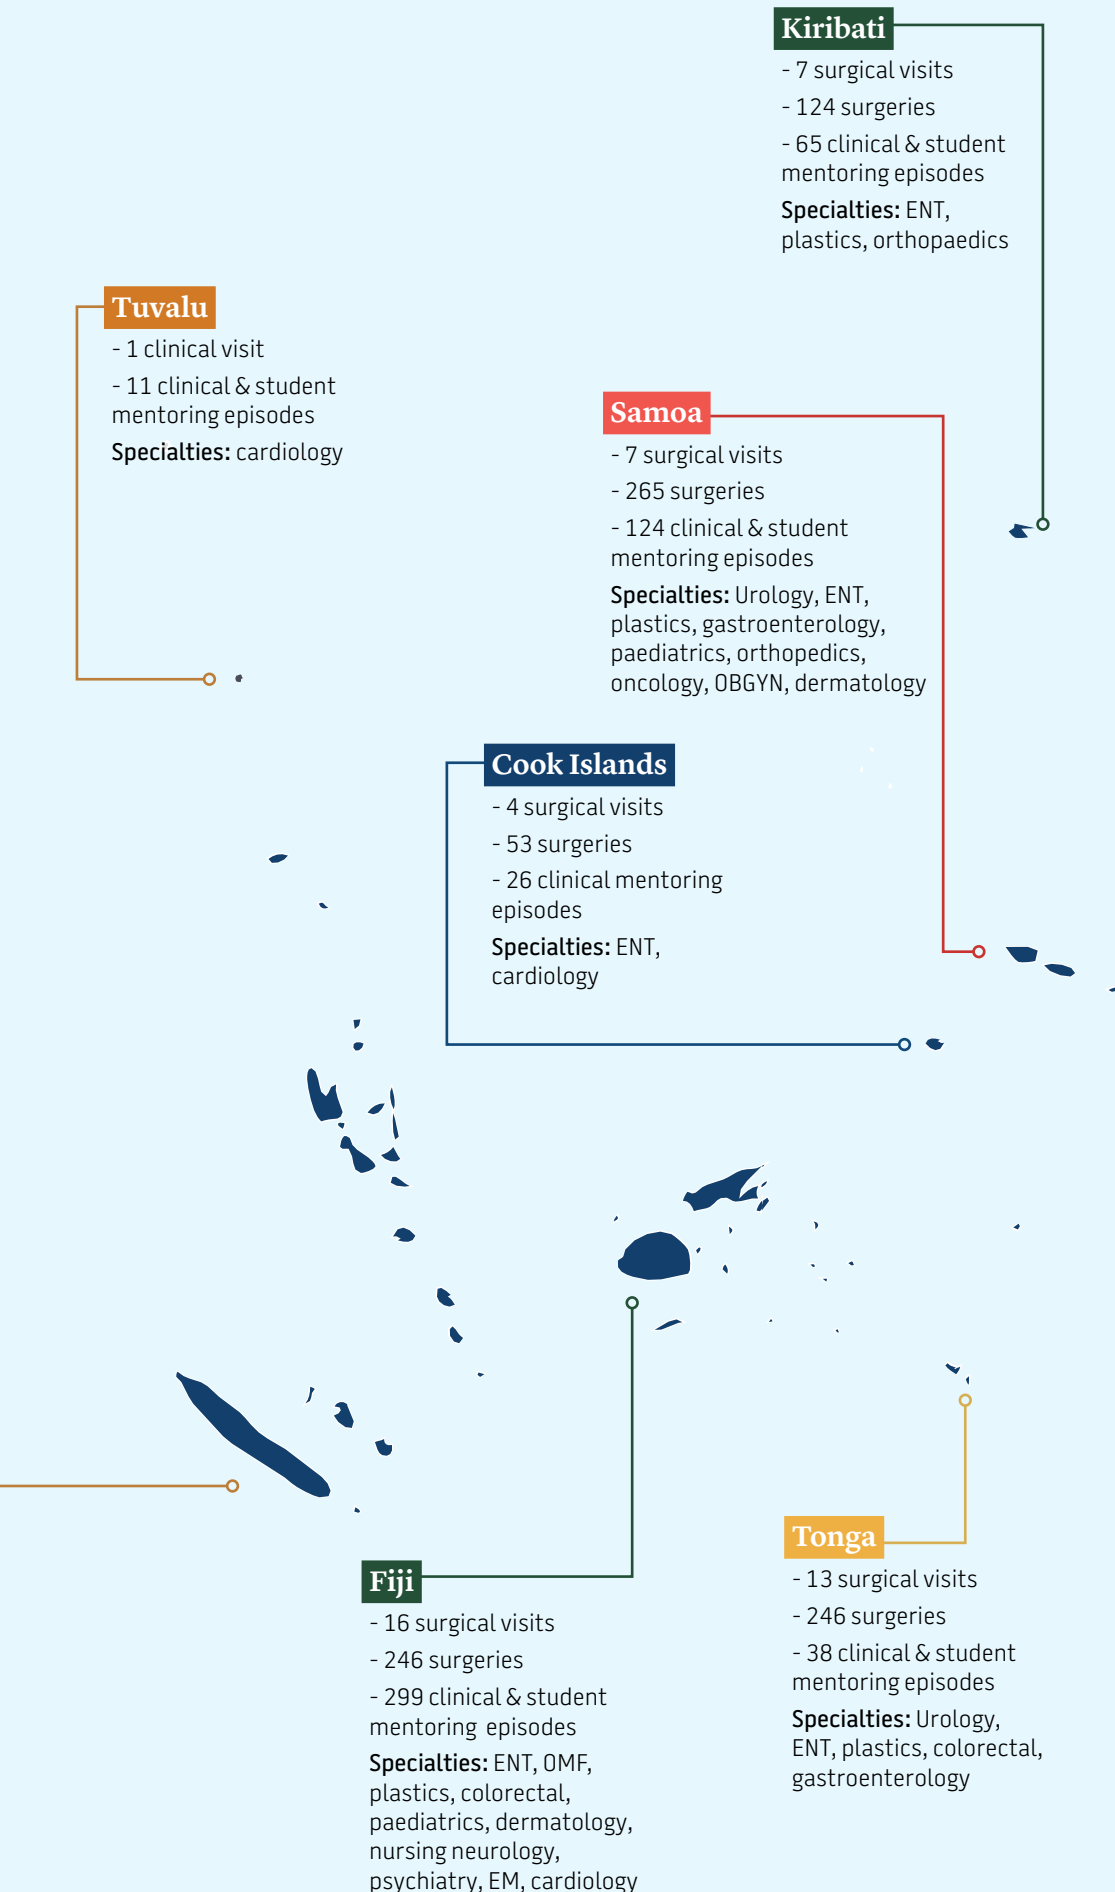 Kiribati
- 7 surgical visits
- 124 surgeries
- 65 clinical & student
mentoring episodes
Specialties: ENT,
plastics, orthopaedics
Tuvalu
- 1 clinical visit
- 11 clinical & student
mentoring episodes
Specialties: cardiology
Samoa
- 7 surgical visits
- 265 surgeries
- 124 clinical & student
mentoring episodes
Specialties: Urology, ENT,
plastics, gastroenterology,
paediatrics, orthopedics,
oncology, OBGYN, dermatology
Cook Islands
- 4 surgical visits
- 53 surgeries
- 26 clinical mentoring
episodes
Specialties: ENT,
cardiology
Fiji
- 16 surgical visits
- 246 surgeries
- 299 clinical & student
mentoring episodes
Specialties: ENT, OMF,
plastics, colorectal,
paediatrics, dermatology,
nursing neurology,
psychiatry, EM, cardiology
Tonga
- 13 surgical visits
- 246 surgeries
- 38 clinical & student
mentoring episodes
Specialties: Urology,
ENT, plastics, colorectal,
gastroenterology